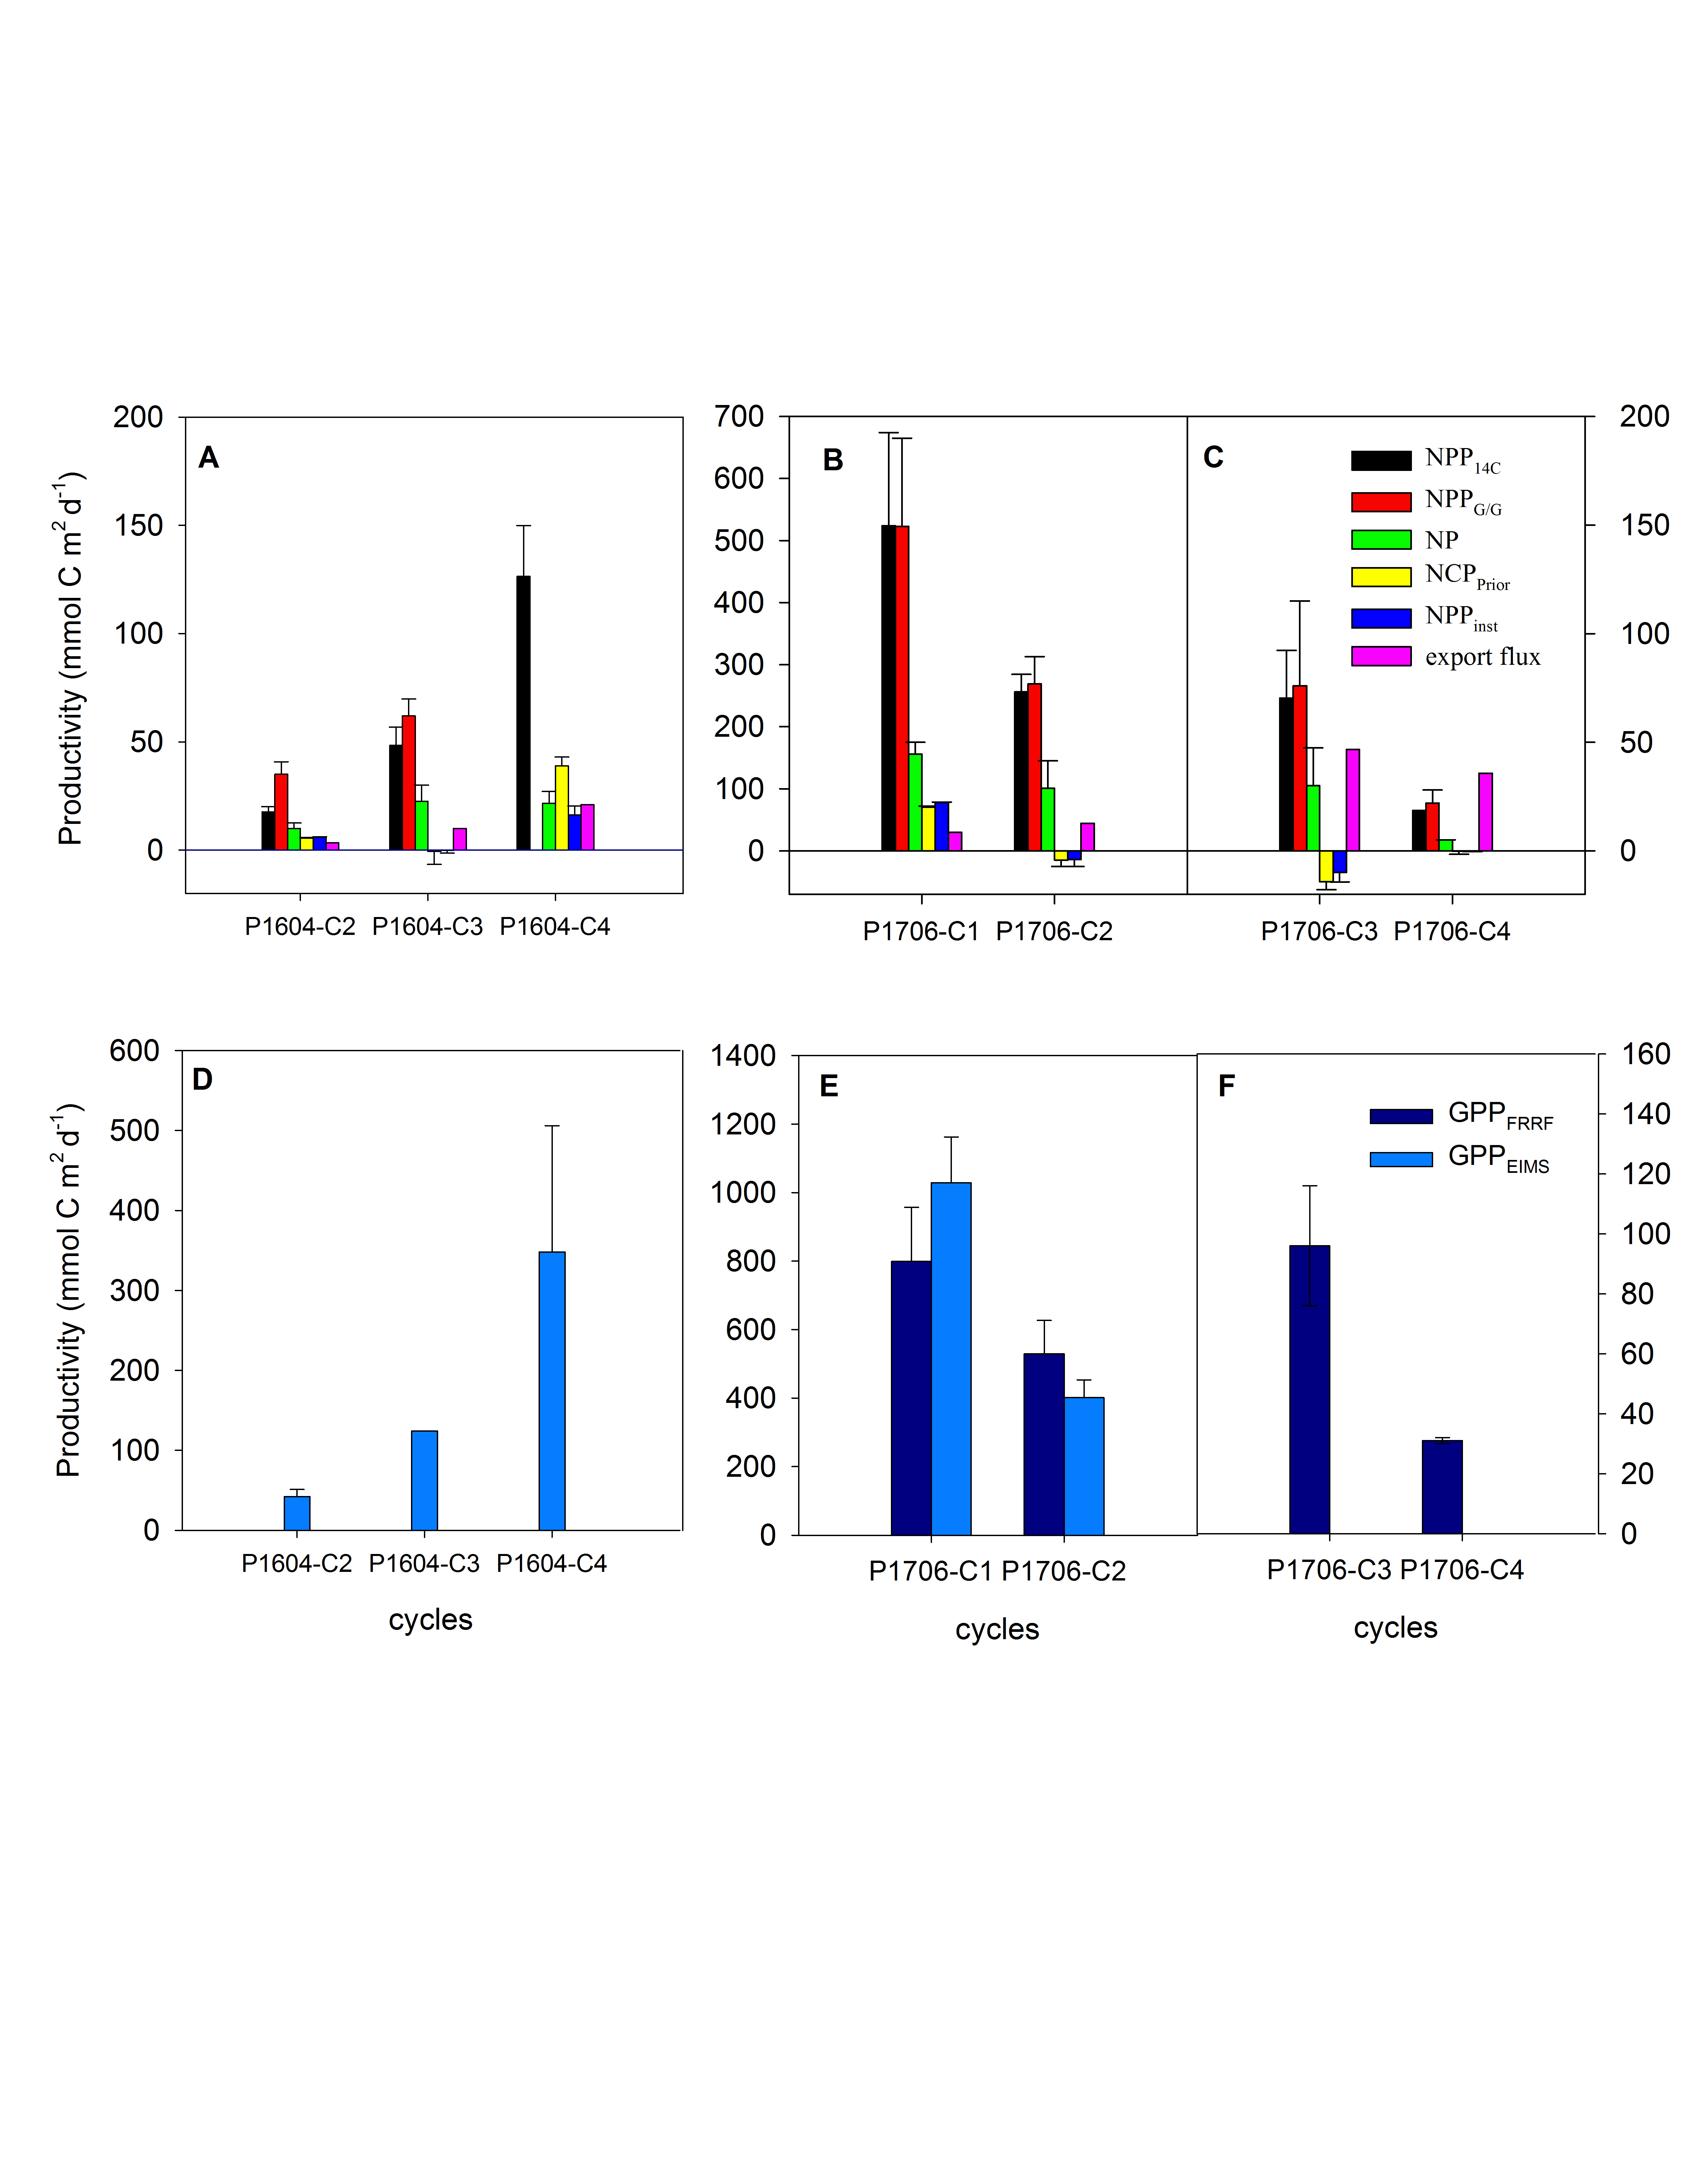 A
200
150
100
50
0
Productivity (mmol C m² d⁻¹)
P1604-C2 P1604-C3 P1604-C4
B
700
600
500
400
300
200
100
0
P1706-C1 P1706-C2
C
NPP14C
NPPG/G
NP
NCPPrior
NPPinst
export flux
200
150
100
50
0
P1706-C3 P1706-C4
D
600
500
400
300
200
100
0
Productivity (mmol C m² d⁻¹)
P1604-C2 P1604-C3 P1604-C4
cycles
E
1400
1200
1000
800
600
400
200
0
P1706-C1 P1706-C2
cycles
F
GPPFRRF
GPPEIMS
160
140
120
100
80
60
40
20
0
P1706-C3 P1706-C4
cycles